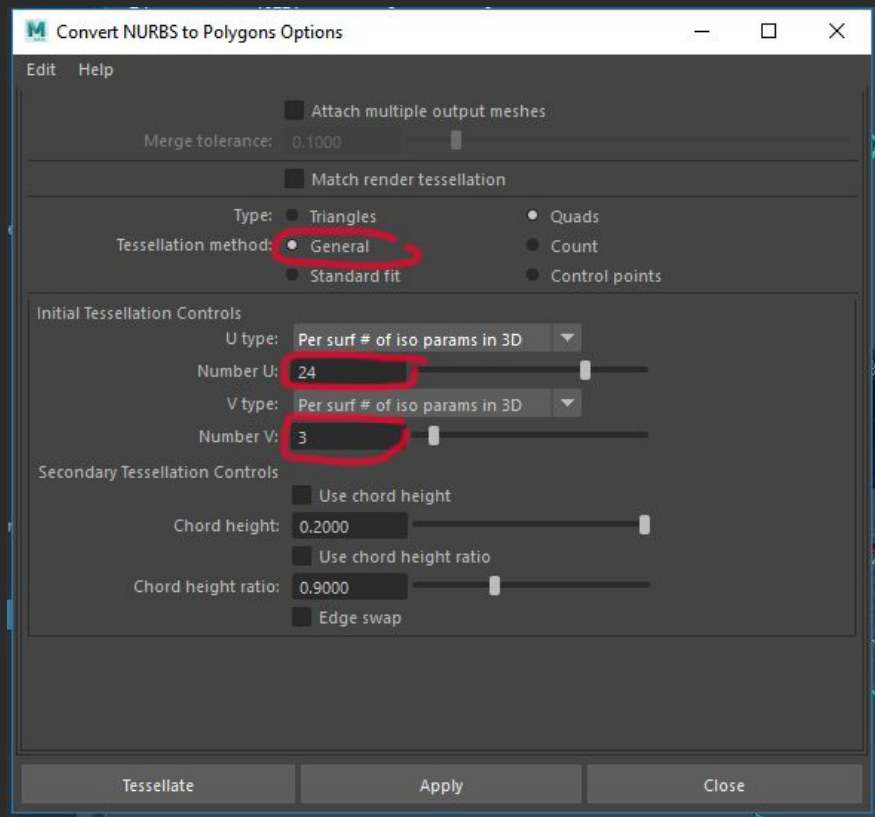 Convert NURBS to Polygons Options
Edit Help
Attach multiple output meshes
Merge tolerance: 0.1000
Match render tessellation
Type: Triangles Quads
Tessellation method: General Count
Standard fit Control points
Initial Tessellation Controls
U type: Per surf # of iso params in 3D
Number U: 24
V type: Per surf # of iso params in 3D
Number V: 3
Secondary Tessellation Controls
Use chord height
Chord height: 0.2000
Use chord height ratio
Chord height ratio: 0.9000
Edge swap
Tessellate Apply Close